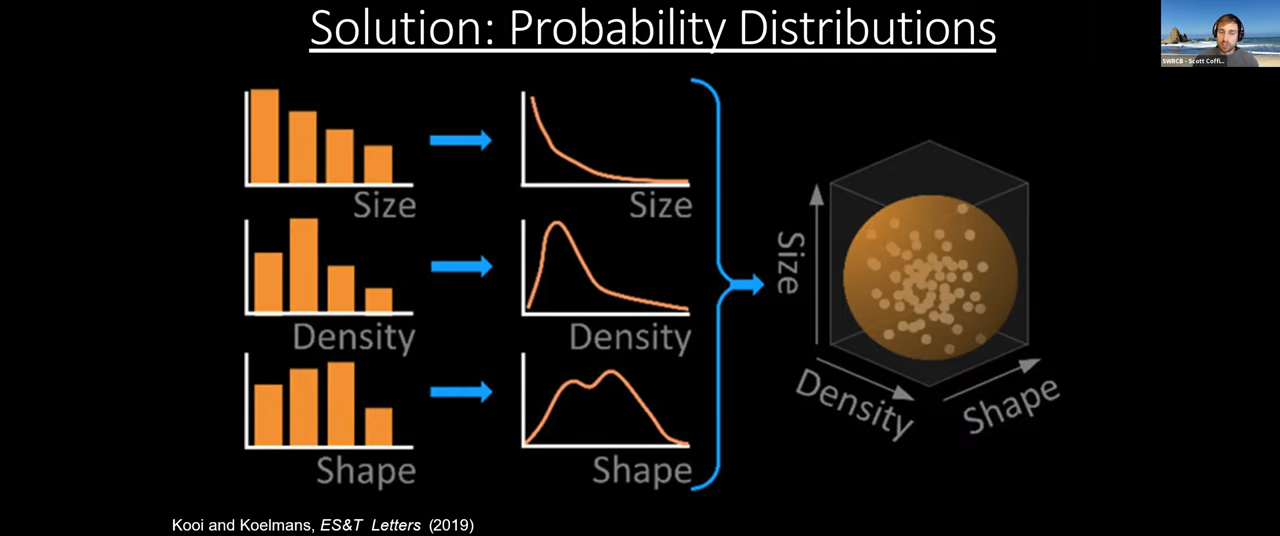 Solution: Probability Distributions
SWRCB - Scott Coffi...
Size
Size
Density
Density
Shape
Shape
Size
Density
Shape
Kooi and Koelmans, ES&T Letters (2019)